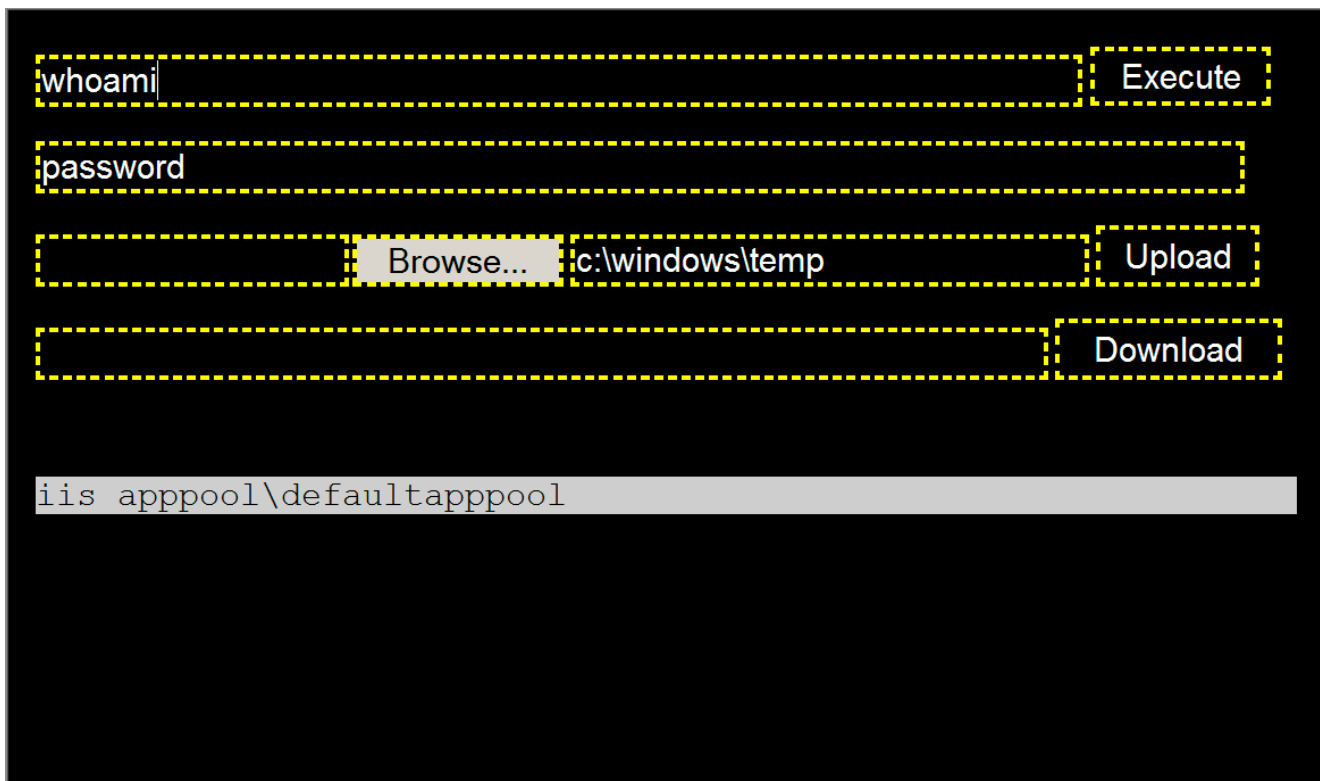 whoami Execute
password
Browse... c:\windows\temp Upload
Download
iis apppool\defaultapppool